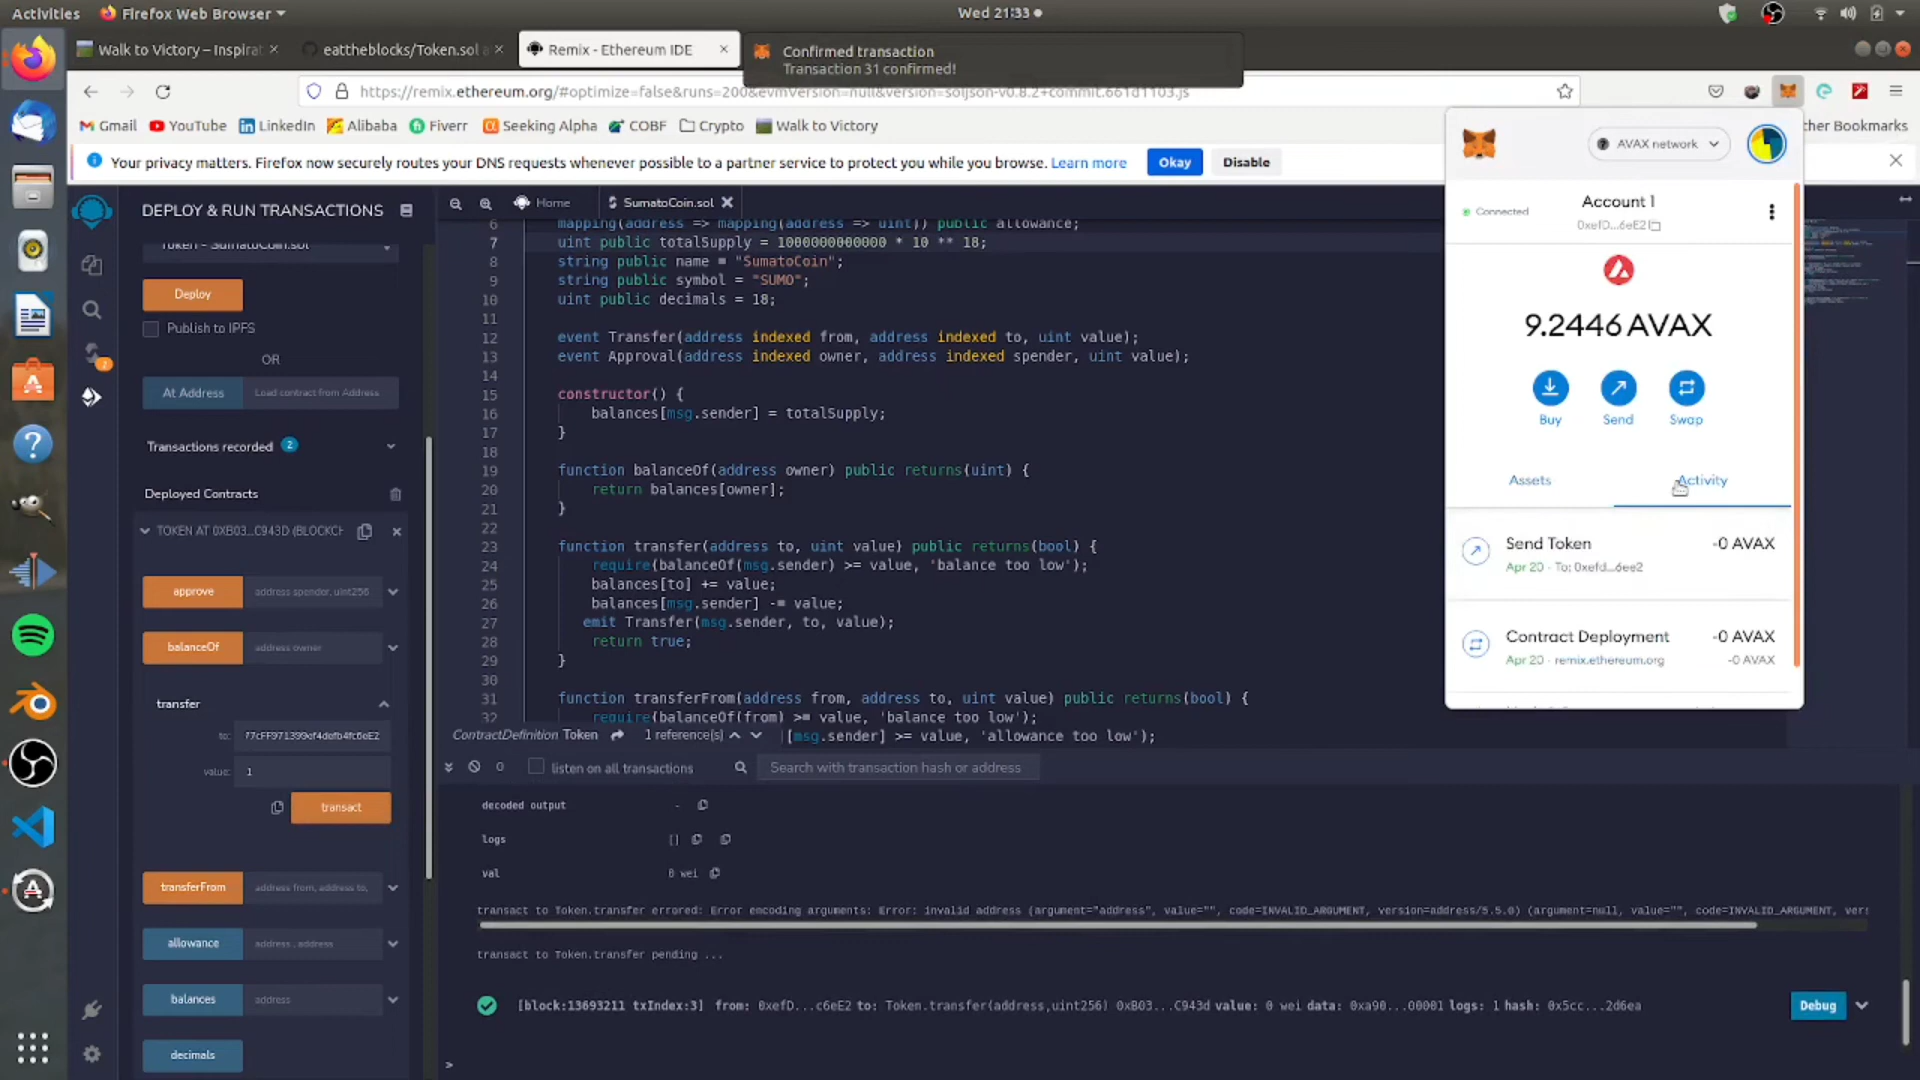 Activities
Firefox Web Browser
Wed 21:33
Walk to Victory – Inspirat
eattheblocks/Token.sol a
Remix - Ethereum IDE
Confirmed transaction
Transaction 31 confirmed!
https://remix.ethereum.org/#optimize=false&runs=200&evmVersion=null&version=soljson-v0.8.2+commit.661d1103.js
Gmail
YouTube
LinkedIn
Alibaba
Fiverr
Seeking Alpha
COBF
Crypto
Walk to Victory
ther Bookmarks
Your privacy matters. Firefox now securely routes your DNS requests whenever possible to a partner service to protect you while you browse. Learn more
Okay
Disable
DEPLOY & RUN TRANSACTIONS
Token - SumatoCoin.sol
Deploy
Publish to IPFS
OR
At Address
Load contract from Address
Transactions recorded 2
Deployed Contracts
TOKEN AT 0XB03...C943D (BLOCKCH
approve
address spender, uint256
balanceOf
address owner
transfer
to:
77cFF971399ef4defb4fc6eE2
value:
1
transact
transferFrom
address from, address to,
allowance
address , address
balances
address
decimals
2
Home
SumatoCoin.sol
6 mapping(address => mapping(address => uint)) public allowance;
7 uint public totalSupply = 1000000000000 * 10 ** 18;
8 string public name = "SumatoCoin";
9 string public symbol = "SUMO";
10 uint public decimals = 18;
11
12 event Transfer(address indexed from, address indexed to, uint value);
13 event Approval(address indexed owner, address indexed spender, uint value);
14
15 constructor() {
16 balances[msg.sender] = totalSupply;
17 }
18
19 function balanceOf(address owner) public returns(uint) {
20 return balances[owner];
21 }
22
23 function transfer(address to, uint value) public returns(bool) {
24 require(balanceOf(msg.sender) >= value, 'balance too low');
25 balances[to] += value;
26 balances[msg.sender] -= value;
27 emit Transfer(msg.sender, to, value);
28 return true;
29 }
30
31 function transferFrom(address from, address to, uint value) public returns(bool) {
32 require(balanceOf(from) >= value, 'balance too low');
ContractDefinition Token
1 reference(s)
[msg.sender] >= value, 'allowance too low');
0
listen on all transactions
Search with transaction hash or address
decoded output -
logs []
val 0 wei
transact to Token.transfer errored: Error encoding arguments: Error: invalid address (argument="address", value="", code=INVALID_ARGUMENT, version=address/5.5.0) (argument=null, value="", code=INVALID_ARGUMENT, vers
transact to Token.transfer pending ...
[block:13693211 txIndex:3] from: 0xefD...c6eE2 to: Token.transfer(address,uint256) 0xB03...C943d value: 0 wei data: 0xa90...00001 logs: 1 hash: 0x5cc...2d6ea
Debug
>
AVAX network
Connected
Account 1
0xefD...6eE2
9.2446 AVAX
Buy
Send
Swap
Assets
Activity
Send Token
-0 AVAX
Apr 20 · To: 0xefd...6ee2
Contract Deployment
-0 AVAX
Apr 20 · remix.ethereum.org
-0 AVAX